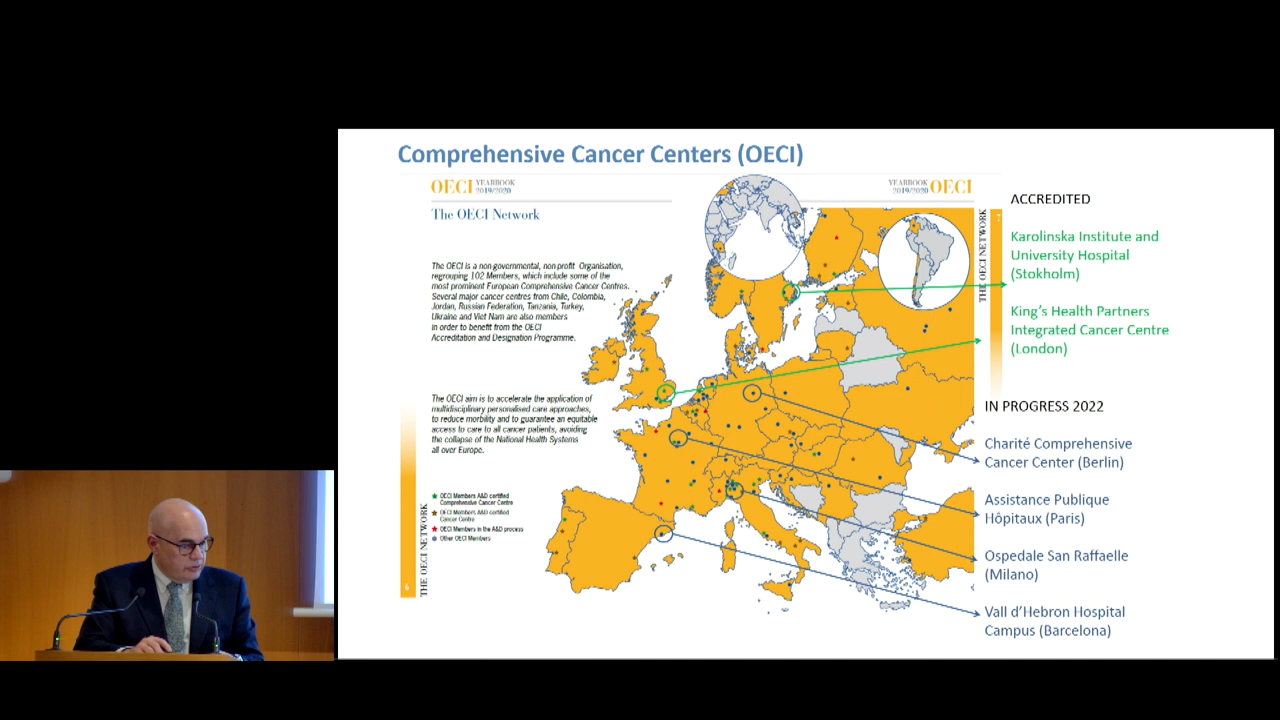 Comprehensive Cancer Centers (OECI)
OECI YEARBOOK 2019/2020
YEARBOOK 2019/2020 OECI
The OECI Network
The OECI is a non governmental, non profit Organisation,
regrouping 102 Members, which include some of the
most prominent European Comprehensive Cancer Centres.
Several major cancer centres from Chile, Colombia,
Jordan, Russian Federation, Tanzania, Turkey,
Ukraine and Viet Nam are also members
in order to benefit from the OECI
Accreditation and Designation Programme.
The OECI aim is to accelerate the application of
multidisciplinary personalised care approaches,
to reduce morbility and to guarantee an equitable
access to care to all cancer patients, avoiding
the collapse of the National Health Systems
all over Europe.
OECI Members A&D certified
Comprehensive Cancer Centre
OECI Members A&D certified
Cancer Centre
OECI Members in the A&D process
Other OECI Members
6
THE OECI NETWORK
7
THE OECI NETWORK
ACCREDITED
Karolinska Institute and
University Hospital
(Stokholm)
King's Health Partners
Integrated Cancer Centre
(London)
IN PROGRESS 2022
Charité Comprehensive
Cancer Center (Berlin)
Assistance Publique
Hôpitaux (Paris)
Ospedale San Raffaelle
(Milano)
Vall d'Hebron Hospital
Campus (Barcelona)